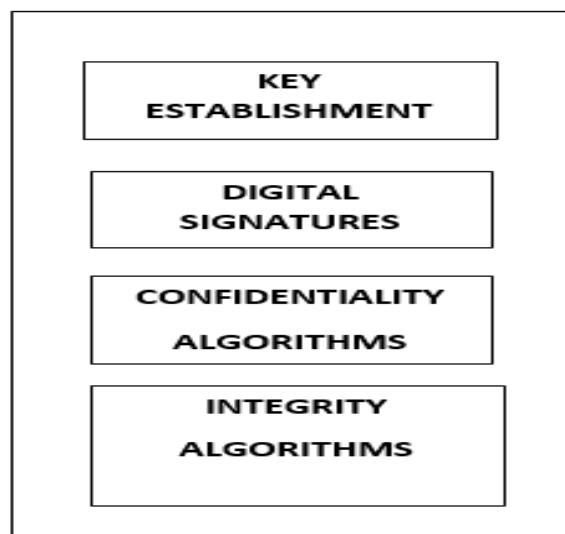 KEY
ESTABLISHMENT
DIGITAL
SIGNATURES
CONFIDENTIALITY
ALGORITHMS
INTEGRITY
ALGORITHMS